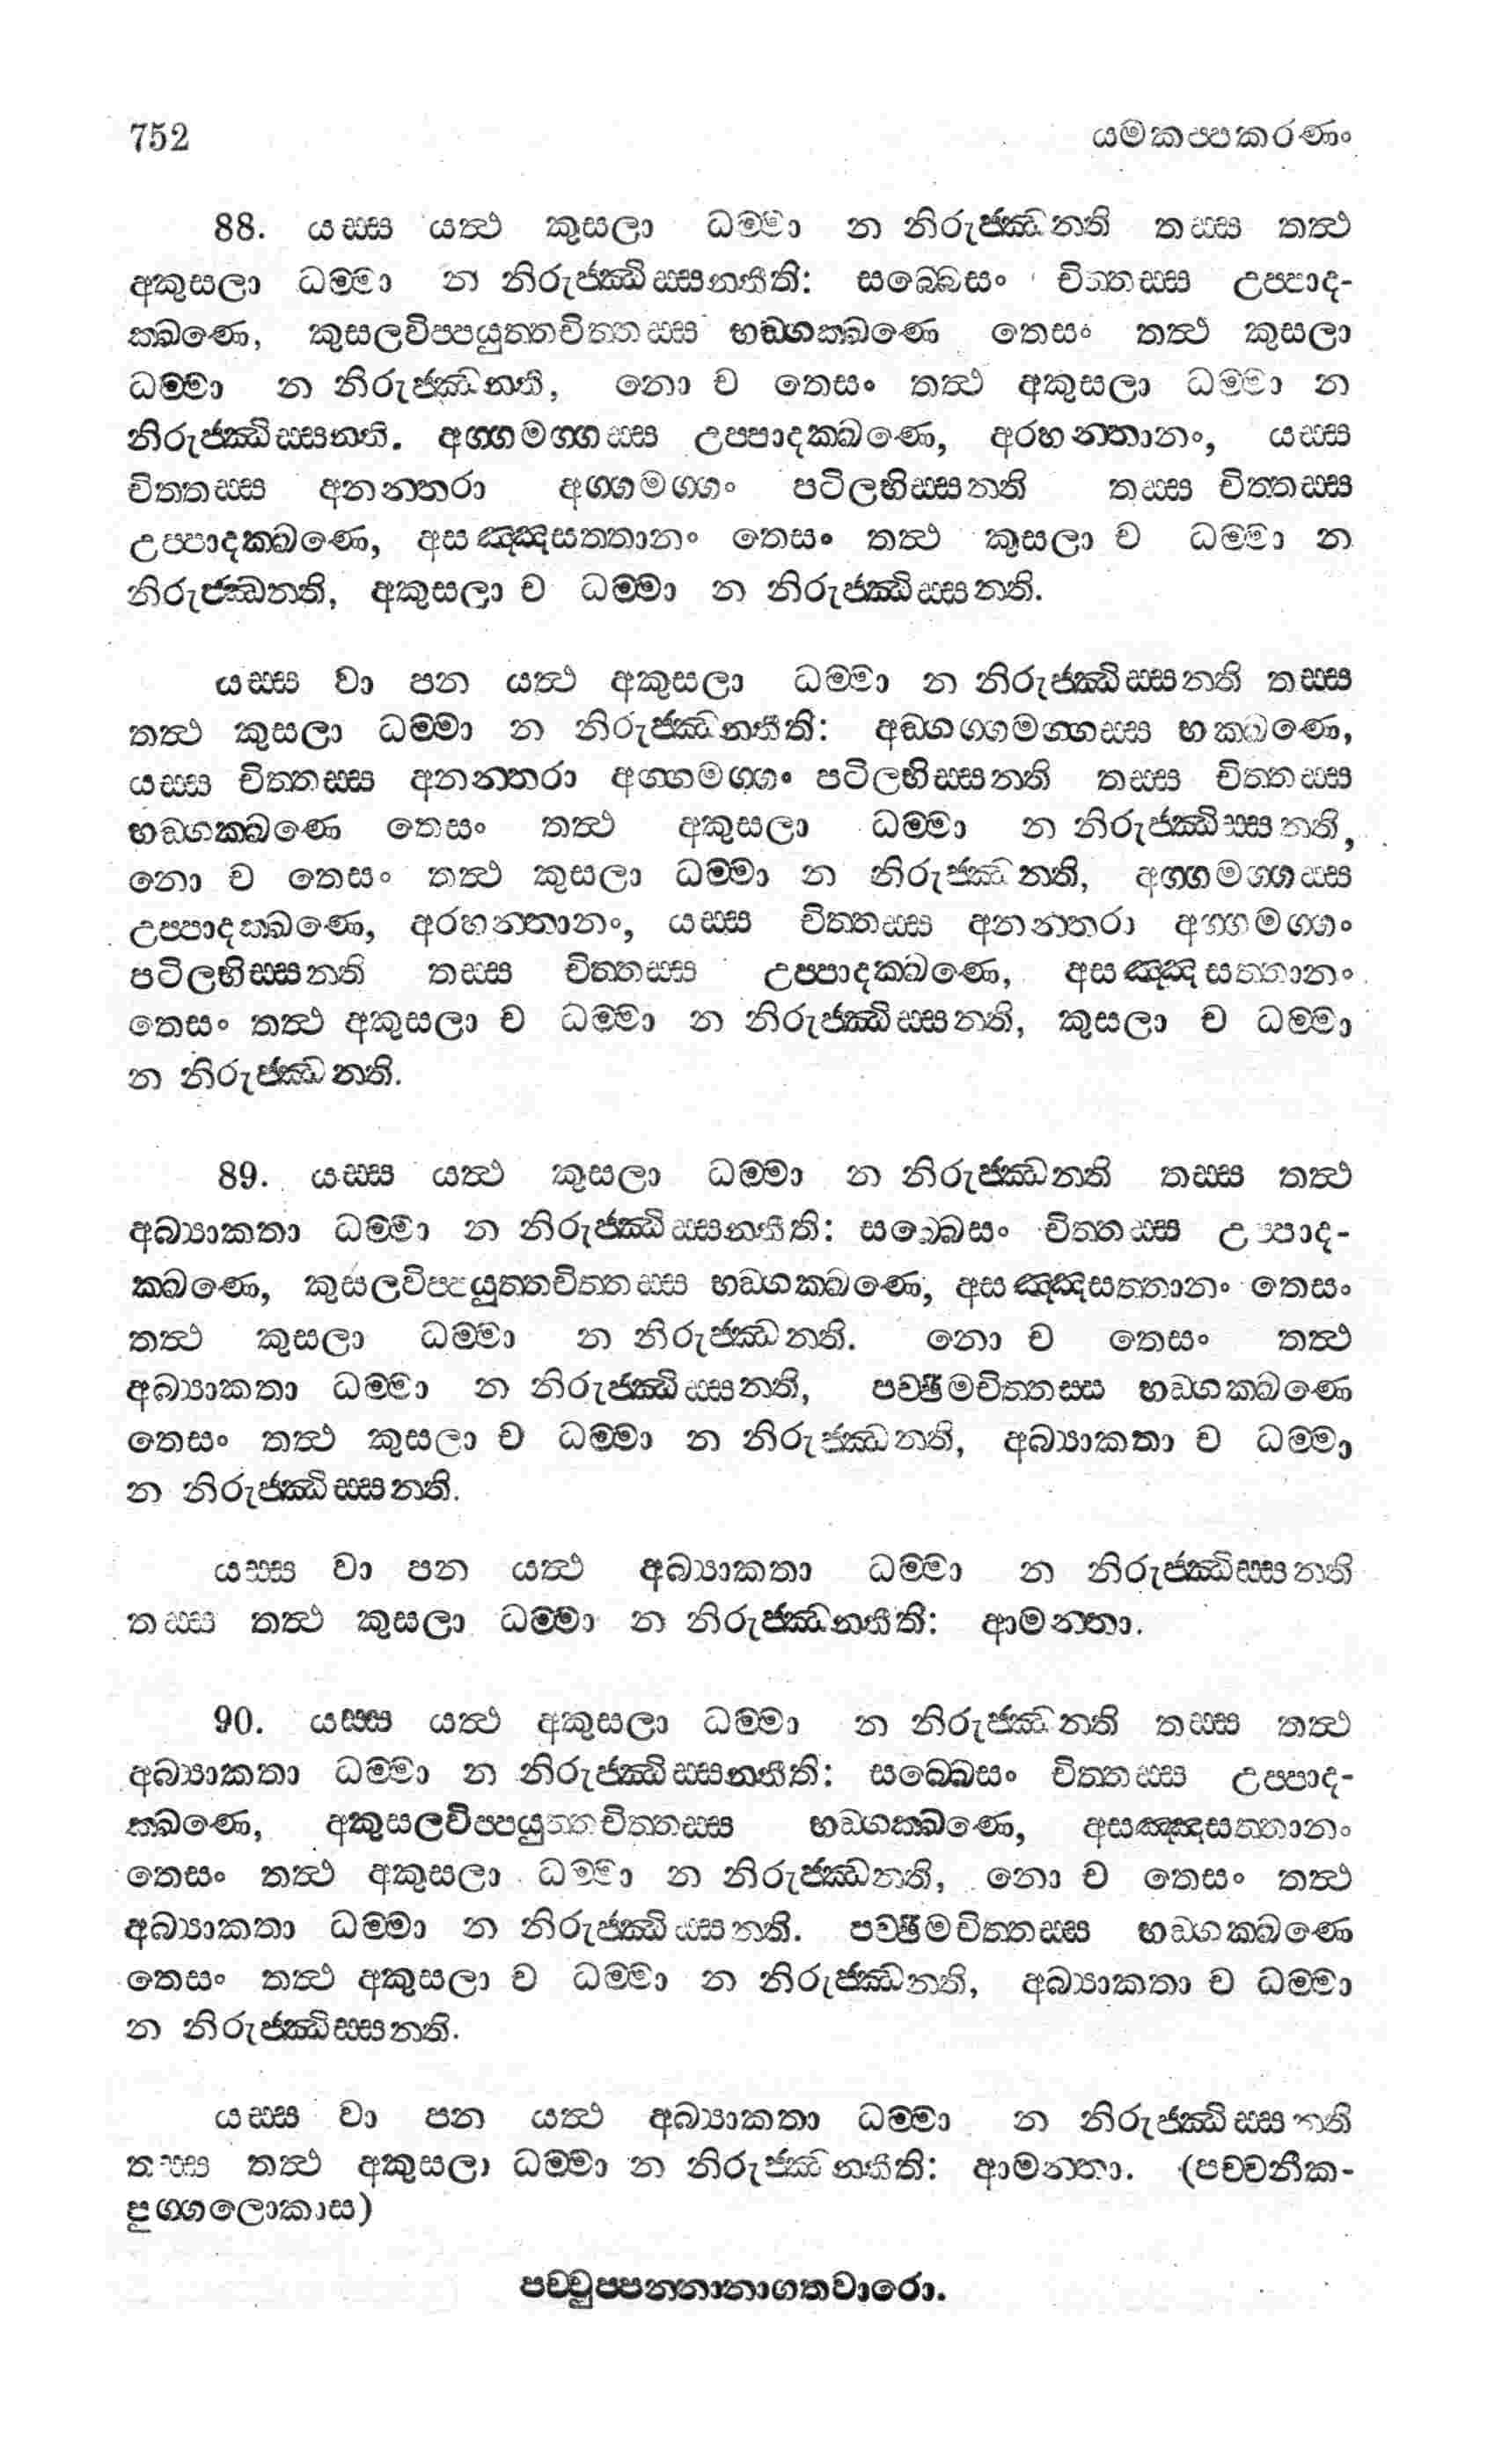 752 යමකප්පකරණං
88. යස්ස යත්ථ කුසලා ධම්මා න නිරුජ්ඣන්ති තස්ස තත්ථ
අකුසලා ධම්මා න නිරුජ්ඣිස්සන්තීති: සබ්බෙසං චිත්තස්ස උප්පාද-
ක්ඛණෙ, කුසලවිප්පයුත්තචිත්තස්ස භඞ්ගක්ඛණෙ තෙසං තත්ථ කුසලා
ධම්මා න නිරුජ්ඣන්ති, නො ච තෙසං තත්ථ අකුසලා ධම්මා න
නිරුජ්ඣිස්සන්ති. අග්ගමග්ගස්ස උප්පාදක්ඛණෙ, අරහන්තානං, යස්ස
චිත්තස්ස අනන්තරා අග්ගමග්ගං පටිලභිස්සන්ති තස්ස චිත්තස්ස
උප්පාදක්ඛණෙ, අසඤ්ඤසත්තානං තෙසං තත්ථ කුසලා ච ධම්මා න
නිරුජ්ඣන්ති, අකුසලා ච ධම්මා න නිරුජ්ඣිස්සන්ති.
යස්ස වා පන යත්ථ අකුසලා ධම්මා න නිරුජ්ඣිස්සන්ති තස්ස
තත්ථ කුසලා ධම්මා න නිරුජ්ඣන්තීති: අඞ්ගග්ගමග්ගස්ස භක්ඛණෙ,
යස්ස චිත්තස්ස අනන්තරා අග්ගමග්ගං පටිලභිස්සන්ති තස්ස චිත්තස්ස
භඞ්ගක්ඛණෙ තෙසං තත්ථ අකුසලා ධම්මා න නිරුජ්ඣිස්සන්ති,
නො ච තෙසං තත්ථ කුසලා ධම්මා න නිරුජ්ඣන්ති, අග්ගමග්ගස්ස
උප්පාදක්ඛණෙ, අරහන්තානං, යස්ස චිත්තස්ස අනන්තරා අග්ගමග්ගං
පටිලභිස්සන්ති තස්ස චිත්තස්ස උප්පාදක්ඛණෙ, අසඤ්ඤසත්තානං
තෙසං තත්ථ අකුසලා ච ධම්මා න නිරුජ්ඣිස්සන්ති, කුසලා ච ධම්මා
න නිරුජ්ඣන්ති.
89. යස්ස යත්ථ කුසලා ධම්මා න නිරුජ්ඣන්ති තස්ස තත්ථ
අබ්‍යාකතා ධම්මා න නිරුජ්ඣිස්සන්තීති: සබ්බෙසං චිත්තස්ස උප්පාද-
ක්ඛණෙ, කුසලවිප්පයුත්තචිත්තස්ස භඞ්ගක්ඛණෙ, අසඤ්ඤසත්තානං තෙසං
තත්ථ කුසලා ධම්මා න නිරුජ්ඣන්ති. නො ච තෙසං තත්ථ
අබ්‍යාකතා ධම්මා න නිරුජ්ඣිස්සන්ති, පච්ඡිමචිත්තස්ස භඞ්ගක්ඛණෙ
තෙසං තත්ථ කුසලා ච ධම්මා න නිරුජ්ඣන්ති, අබ්‍යාකතා ච ධම්මා
න නිරුජ්ඣිස්සන්ති.
යස්ස වා පන යත්ථ අබ්‍යාකතා ධම්මා න නිරුජ්ඣිස්සන්ති
තස්ස තත්ථ කුසලා ධම්මා න නිරුජ්ඣන්තීති: ආමන්තා.
90. යස්ස යත්ථ අකුසලා ධම්මා න නිරුජ්ඣන්ති තස්ස තත්ථ
අබ්‍යාකතා ධම්මා න නිරුජ්ඣිස්සන්තීති: සබ්බෙසං චිත්තස්ස උප්පාද-
ක්ඛණෙ, අකුසලවිප්පයුත්තචිත්තස්ස භඞ්ගක්ඛණෙ, අසඤ්ඤසත්තානං
තෙසං තත්ථ අකුසලා ධම්මා න නිරුජ්ඣන්ති, නො ච තෙසං තත්ථ
අබ්‍යාකතා ධම්මා න නිරුජ්ඣිස්සන්ති. පච්ඡිමචිත්තස්ස භඞ්ගක්ඛණෙ
තෙසං තත්ථ අකුසලා ච ධම්මා න නිරුජ්ඣන්ති, අබ්‍යාකතා ච ධම්මා
න නිරුජ්ඣිස්සන්ති.
යස්ස වා පන යත්ථ අබ්‍යාකතා ධම්මා න නිරුජ්ඣිස්සන්ති
තස්ස තත්ථ අකුසලා ධම්මා න නිරුජ්ඣන්තීති: ආමන්තා. (පච්චනීක-
පුග්ගලොකාස)
පච්චුප්පන්නානාගතවාරො.